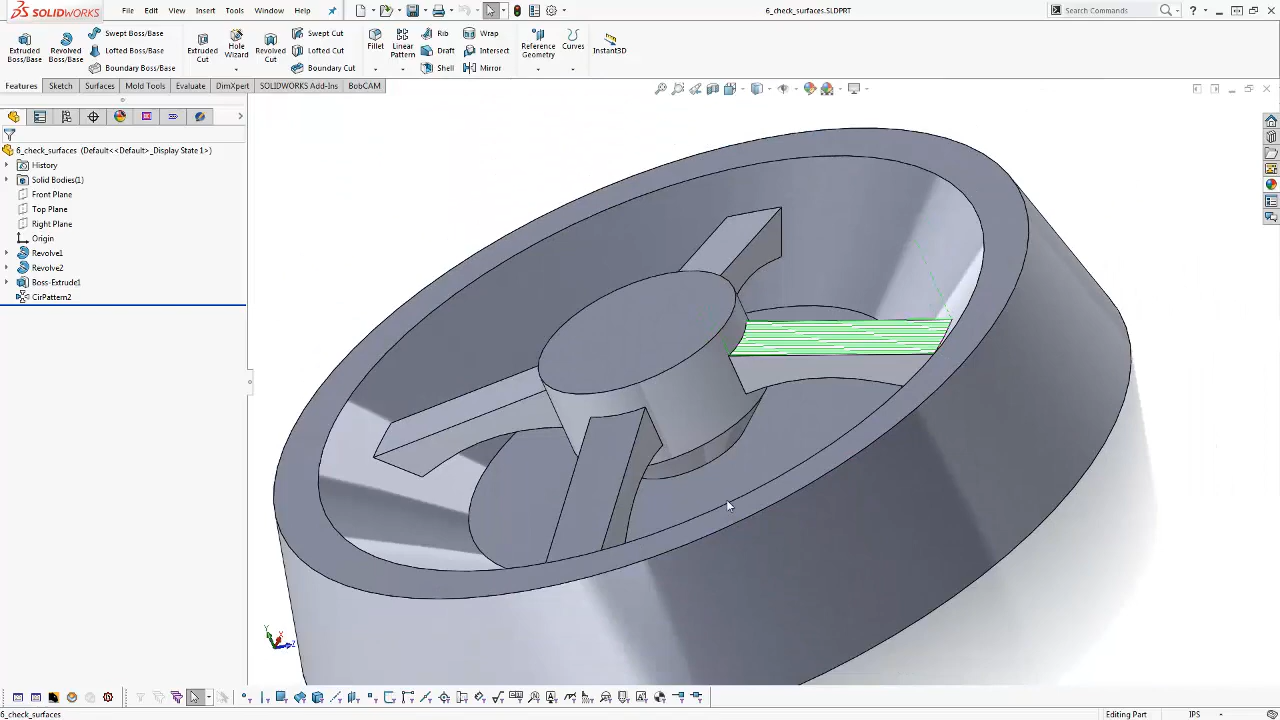 SOLIDWORKS File Edit View Insert Tools Window Help 6_check_surfaces.SLDPRT Search Commands ?
Extruded Boss/Base
Revolved Boss/Base
Swept Boss/Base
Lofted Boss/Base
Boundary Boss/Base
Extruded Cut
Hole Wizard
Revolved Cut
Swept Cut
Lofted Cut
Boundary Cut
Fillet
Linear Pattern
Rib
Draft
Shell
Wrap
Intersect
Mirror
Reference Geometry
Curves
Instant3D
Features Sketch Surfaces Mold Tools Evaluate DimXpert SOLIDWORKS Add-Ins BobCAM
6_check_surfaces (Default<<Default>_Display State 1>)
History
Solid Bodies(1)
Front Plane
Top Plane
Right Plane
Origin
Revolve1
Revolve2
Boss-Extrude1
CirPattern2
Y X Z
6_check_surfaces Editing Part IPS